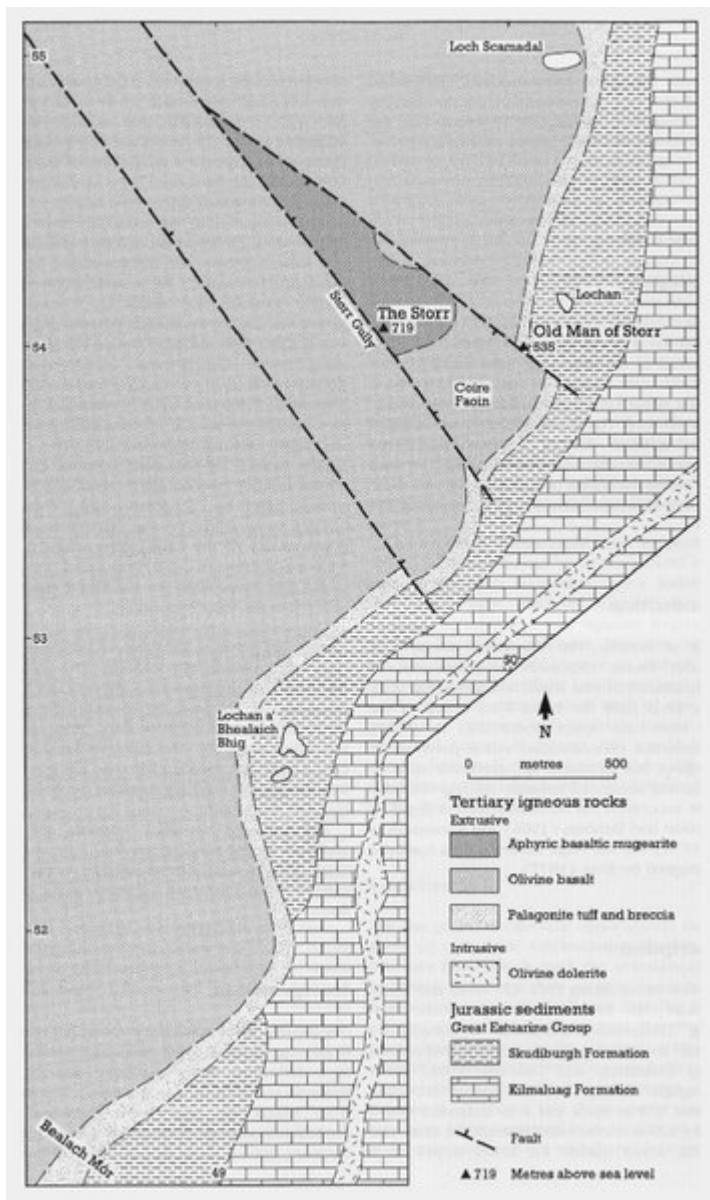 55
Loch Scamadal
Lochan
The Storr
▲719
Storr Gully
Old Man of Storr
▲535
54
Coire
Faoin
53
50
Lochan a'
Bhealaich
Bhig
N
0 metres 500
Tertiary igneous rocks
Extrusive
Aphyric basaltic mugearite
Olivine basalt
Palagonite tuff and breccia
52
Intrusive
Olivine dolerite
Jurassic sediments
Great Estuarine Group
Skudiburgh Formation
Kilmaluag Formation
Bealach Mór
49
Fault
▲ 719 Metres above sea level